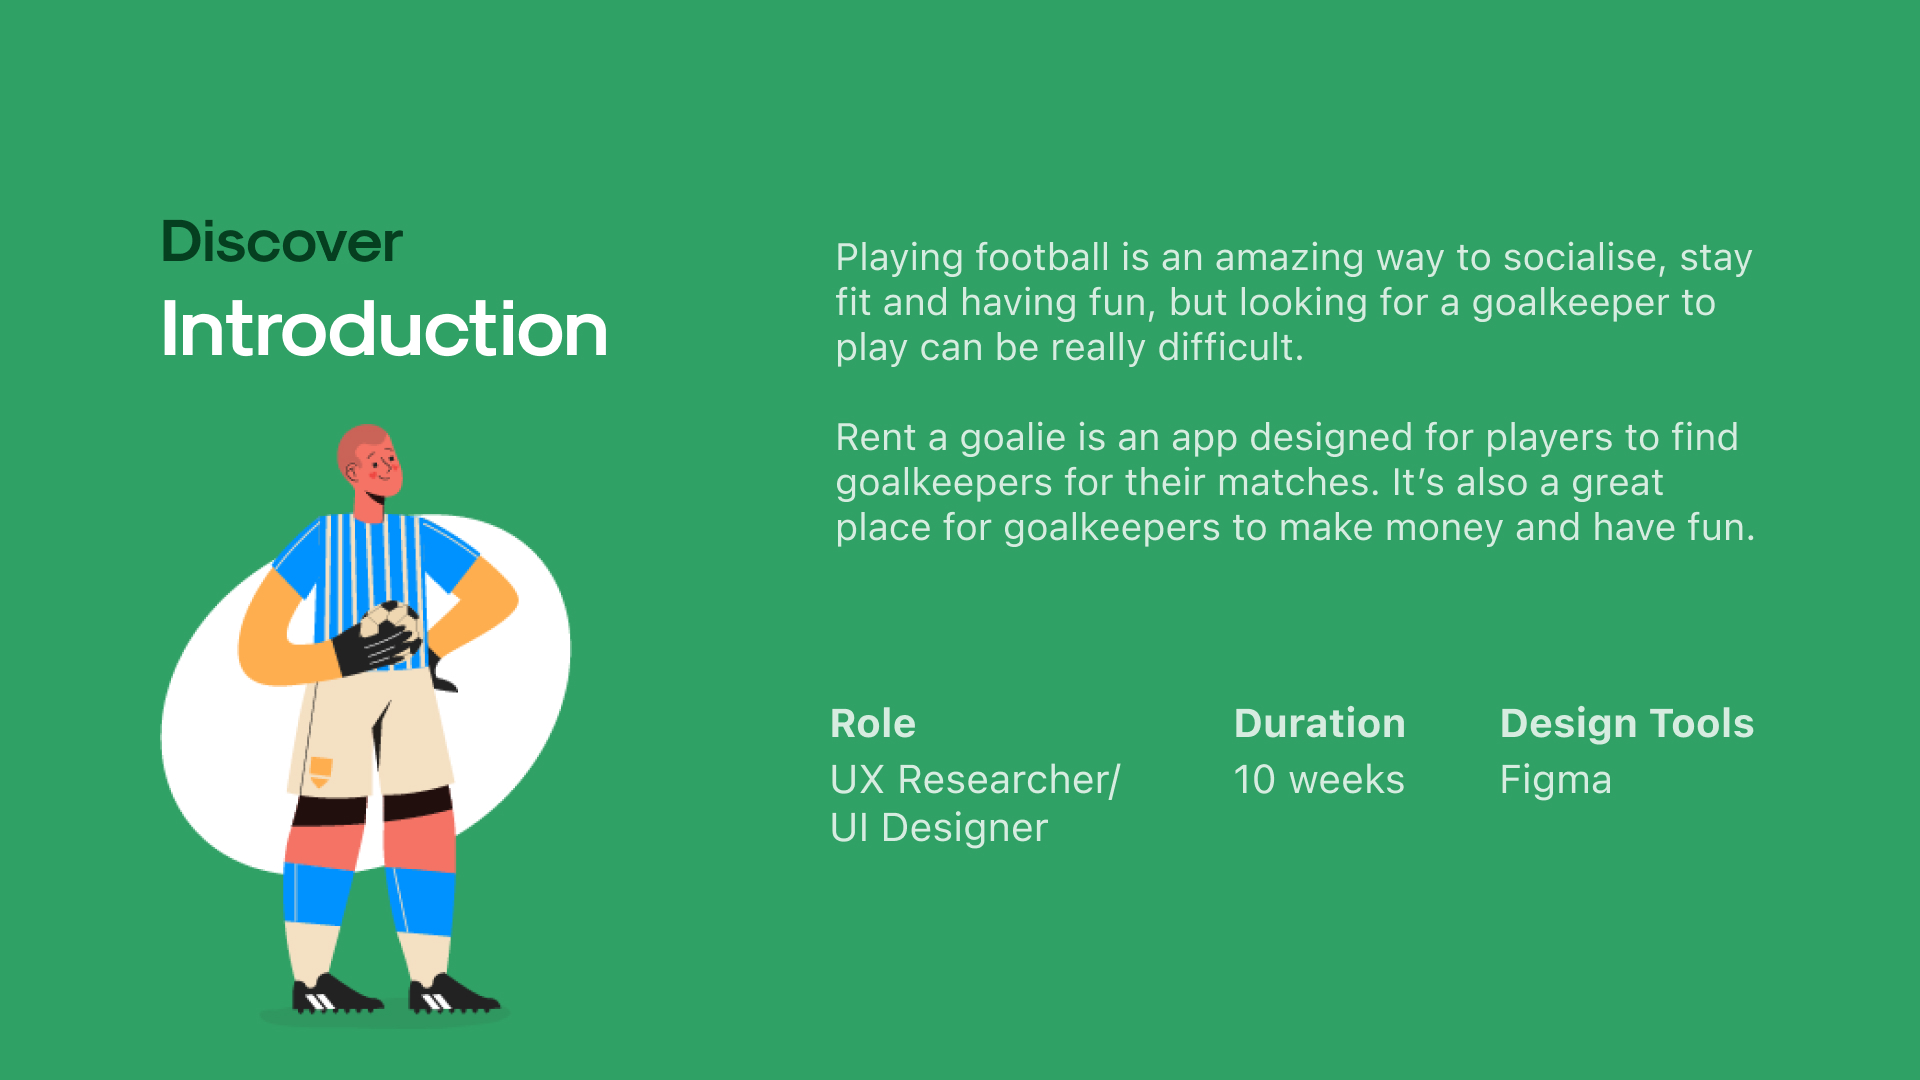 Discover
Introduction
Playing football is an amazing way to socialise, stay
fit and having fun, but looking for a goalkeeper to
play can be really difficult.
Rent a goalie is an app designed for players to find
goalkeepers for their matches. It’s also a great
place for goalkeepers to make money and have fun.
Role
UX Researcher/
UI Designer
Duration
10 weeks
Design Tools
Figma